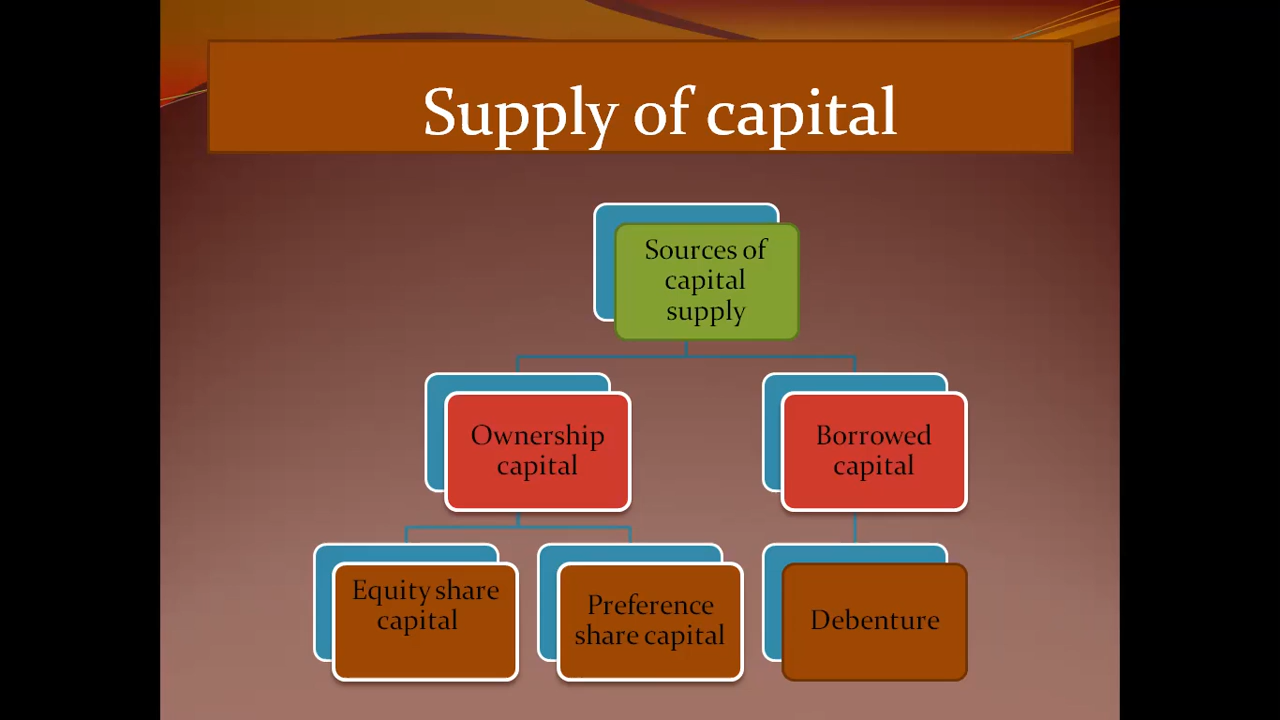 Supply of capital
Sources of
capital
supply
Ownership
capital
Borrowed
capital
Equity share
capital
Preference
share capital
Debenture